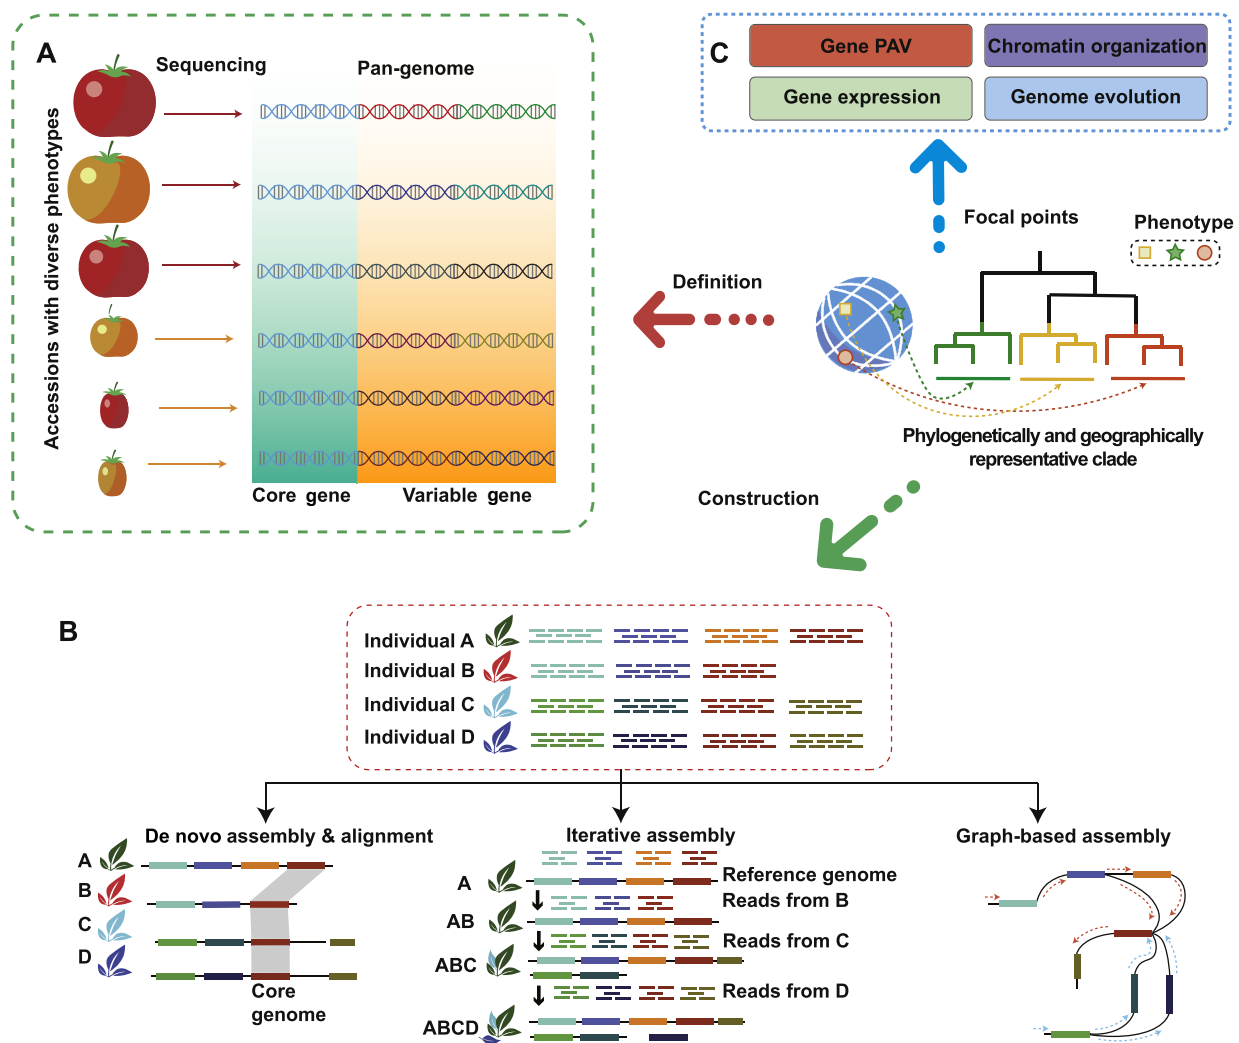 A
Sequencing
Pan-genome
Accessions with diverse phenotypes
Core gene
Variable gene
C
Gene PAV
Chromatin organization
Gene expression
Genome evolution
Focal points
Phenotype
Definition
Phylogenetically and geographically
representative clade
Construction
B
Individual A
Individual B
Individual C
Individual D
De novo assembly & alignment
A
B
C
D
Core
genome
Iterative assembly
A
Reference genome
Reads from B
AB
Reads from C
ABC
Reads from D
ABCD
Graph-based assembly